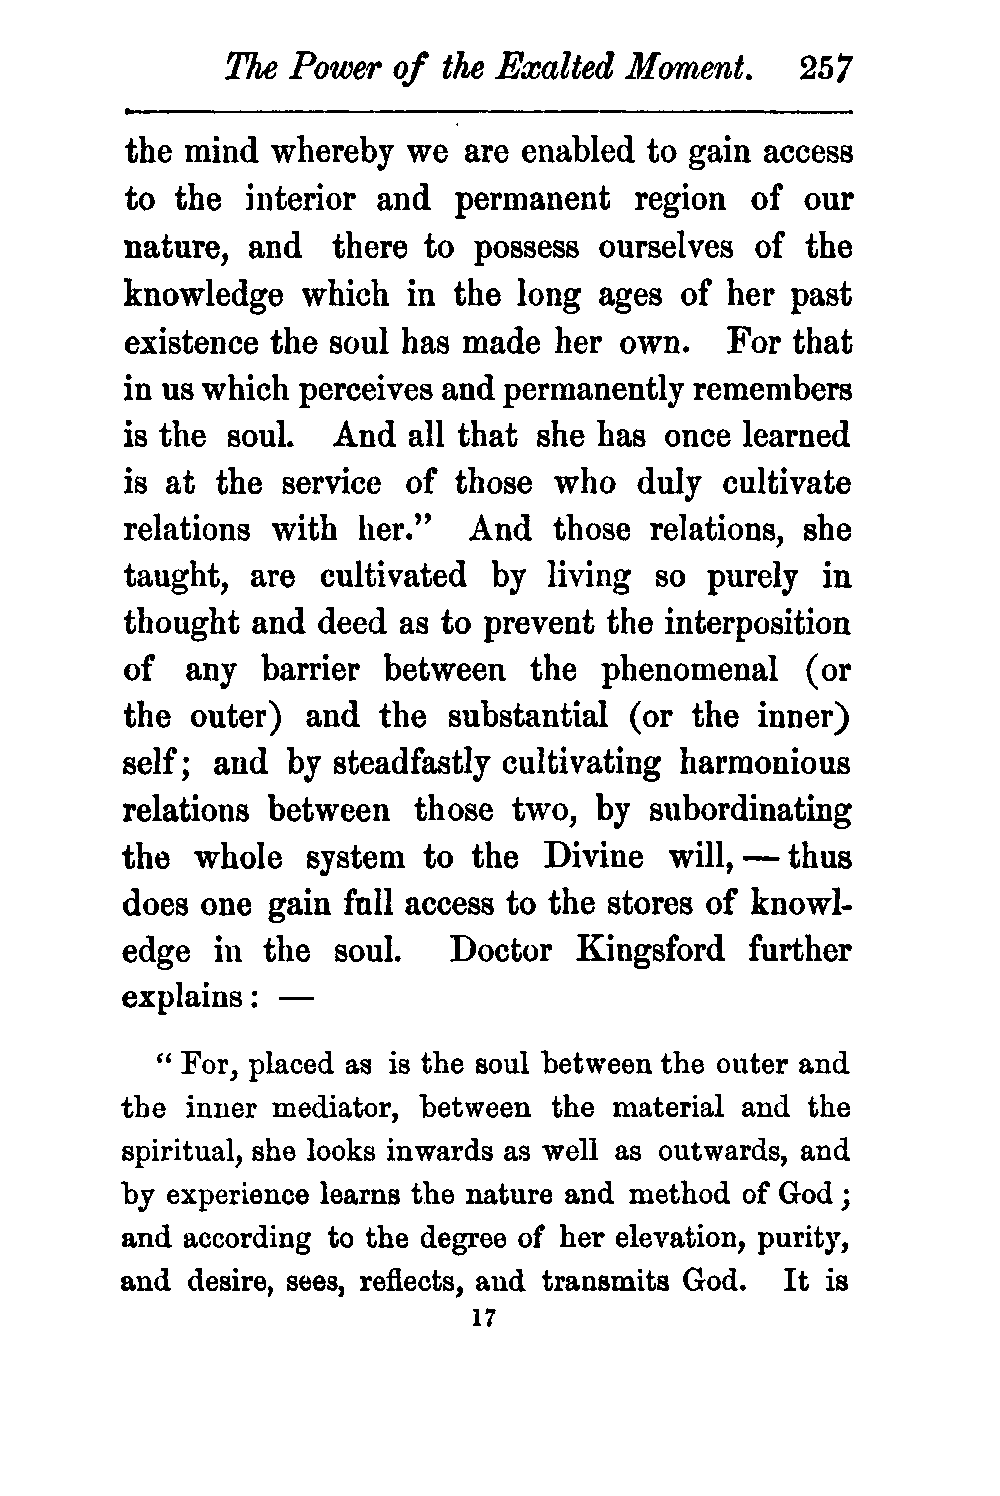 The Power of the Exalted Moment. 257
the mind whereby we are enabled to gain access
to the interior and permanent region of our
nature, and there to possess ourselves of the
knowledge which in the long ages of her past
existence the soul has made her own. For that
in us which perceives and permanently remembers
is the soul. And all that she has once learned
is at the service of those who duly cultivate
relations with her.” And those relations, she
taught, are cultivated by living so purely in
thought and deed as to prevent the interposition
of any barrier between the phenomenal (or
the outer) and the substantial (or the inner)
self; and by steadfastly cultivating harmonious
relations between those two, by subordinating
the whole system to the Divine will, — thus
does one gain full access to the stores of knowl-
edge in the soul. Doctor Kingsford further
explains: —
“For, placed as is the soul between the outer and
the inner mediator, between the material and the
spiritual, she looks inwards as well as outwards, and
by experience learns the nature and method of God;
and according to the degree of her elevation, purity,
and desire, sees, reflects, and transmits God. It is
17